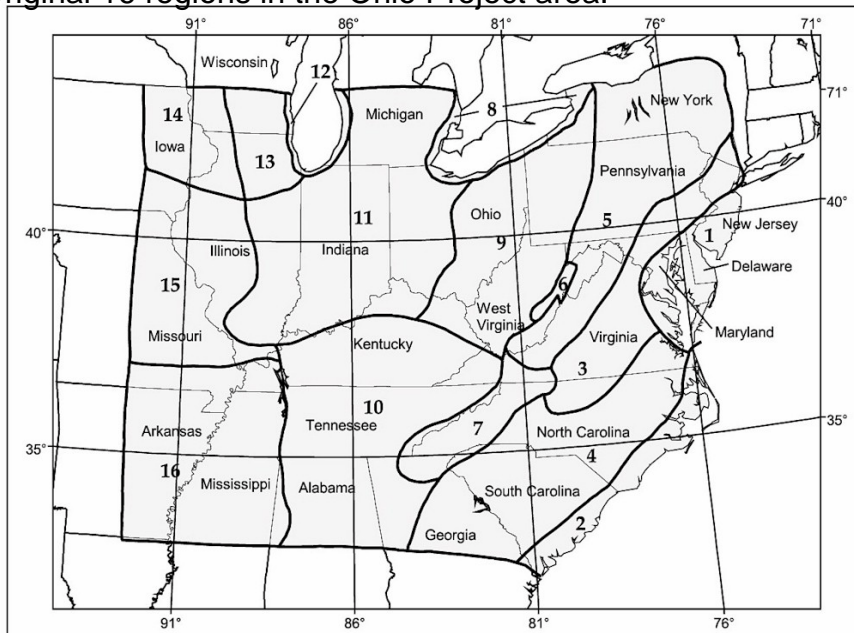 riginal 16 regions in the Ohio Project area.
91° 86° 81° 76° 71°
Wisconsin
12
8
71°
14
Michigan
New York
Iowa
13
Pennsylvania
40°
11
Ohio
5
New Jersey
1
40°
Illinois
Indiana
9
Delaware
15
6
West
Virginia
Maryland
Missouri
Kentucky
Virginia
3
10
35°
Arkansas
Tennessee
7
North Carolina
4
35°
16
Mississippi
Alabama
South Carolina
2
Georgia
91° 86° 81° 76°